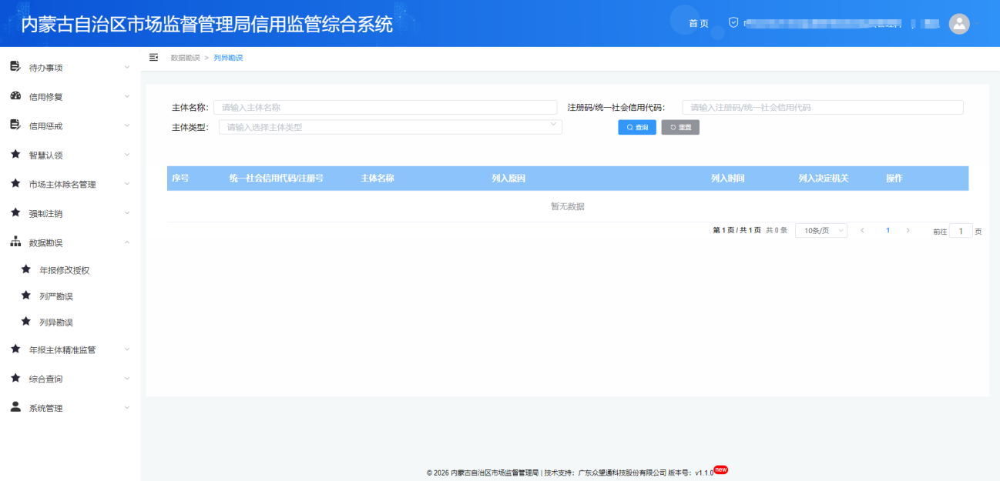 内蒙古自治区市场监督管理局信用监管综合系统
首页
待办事项
信用修复
信用惩戒
智慧认领
市场主体除名管理
强制注销
数据勘误
年报修改授权
列严勘误
列异勘误
年报主体精准监管
综合查询
系统管理
数据勘误 > 列异勘误
主体名称： 请输入主体名称 注册码/统一社会信用代码： 请输入注册码/统一社会信用代码
主体类型： 请输入选择主体类型 查询 重置
序号 统一社会信用代码/注册号 主体名称 列入原因 列入时间 列入决定机关 操作
暂无数据
第 1 页 / 共 1 页 共 0 条 10条/页 < 1 > 前往 1 页
© 2026 内蒙古自治区市场监督管理局 | 技术支持：广东众望通科技股份有限公司 版本号：v1.1.0 new